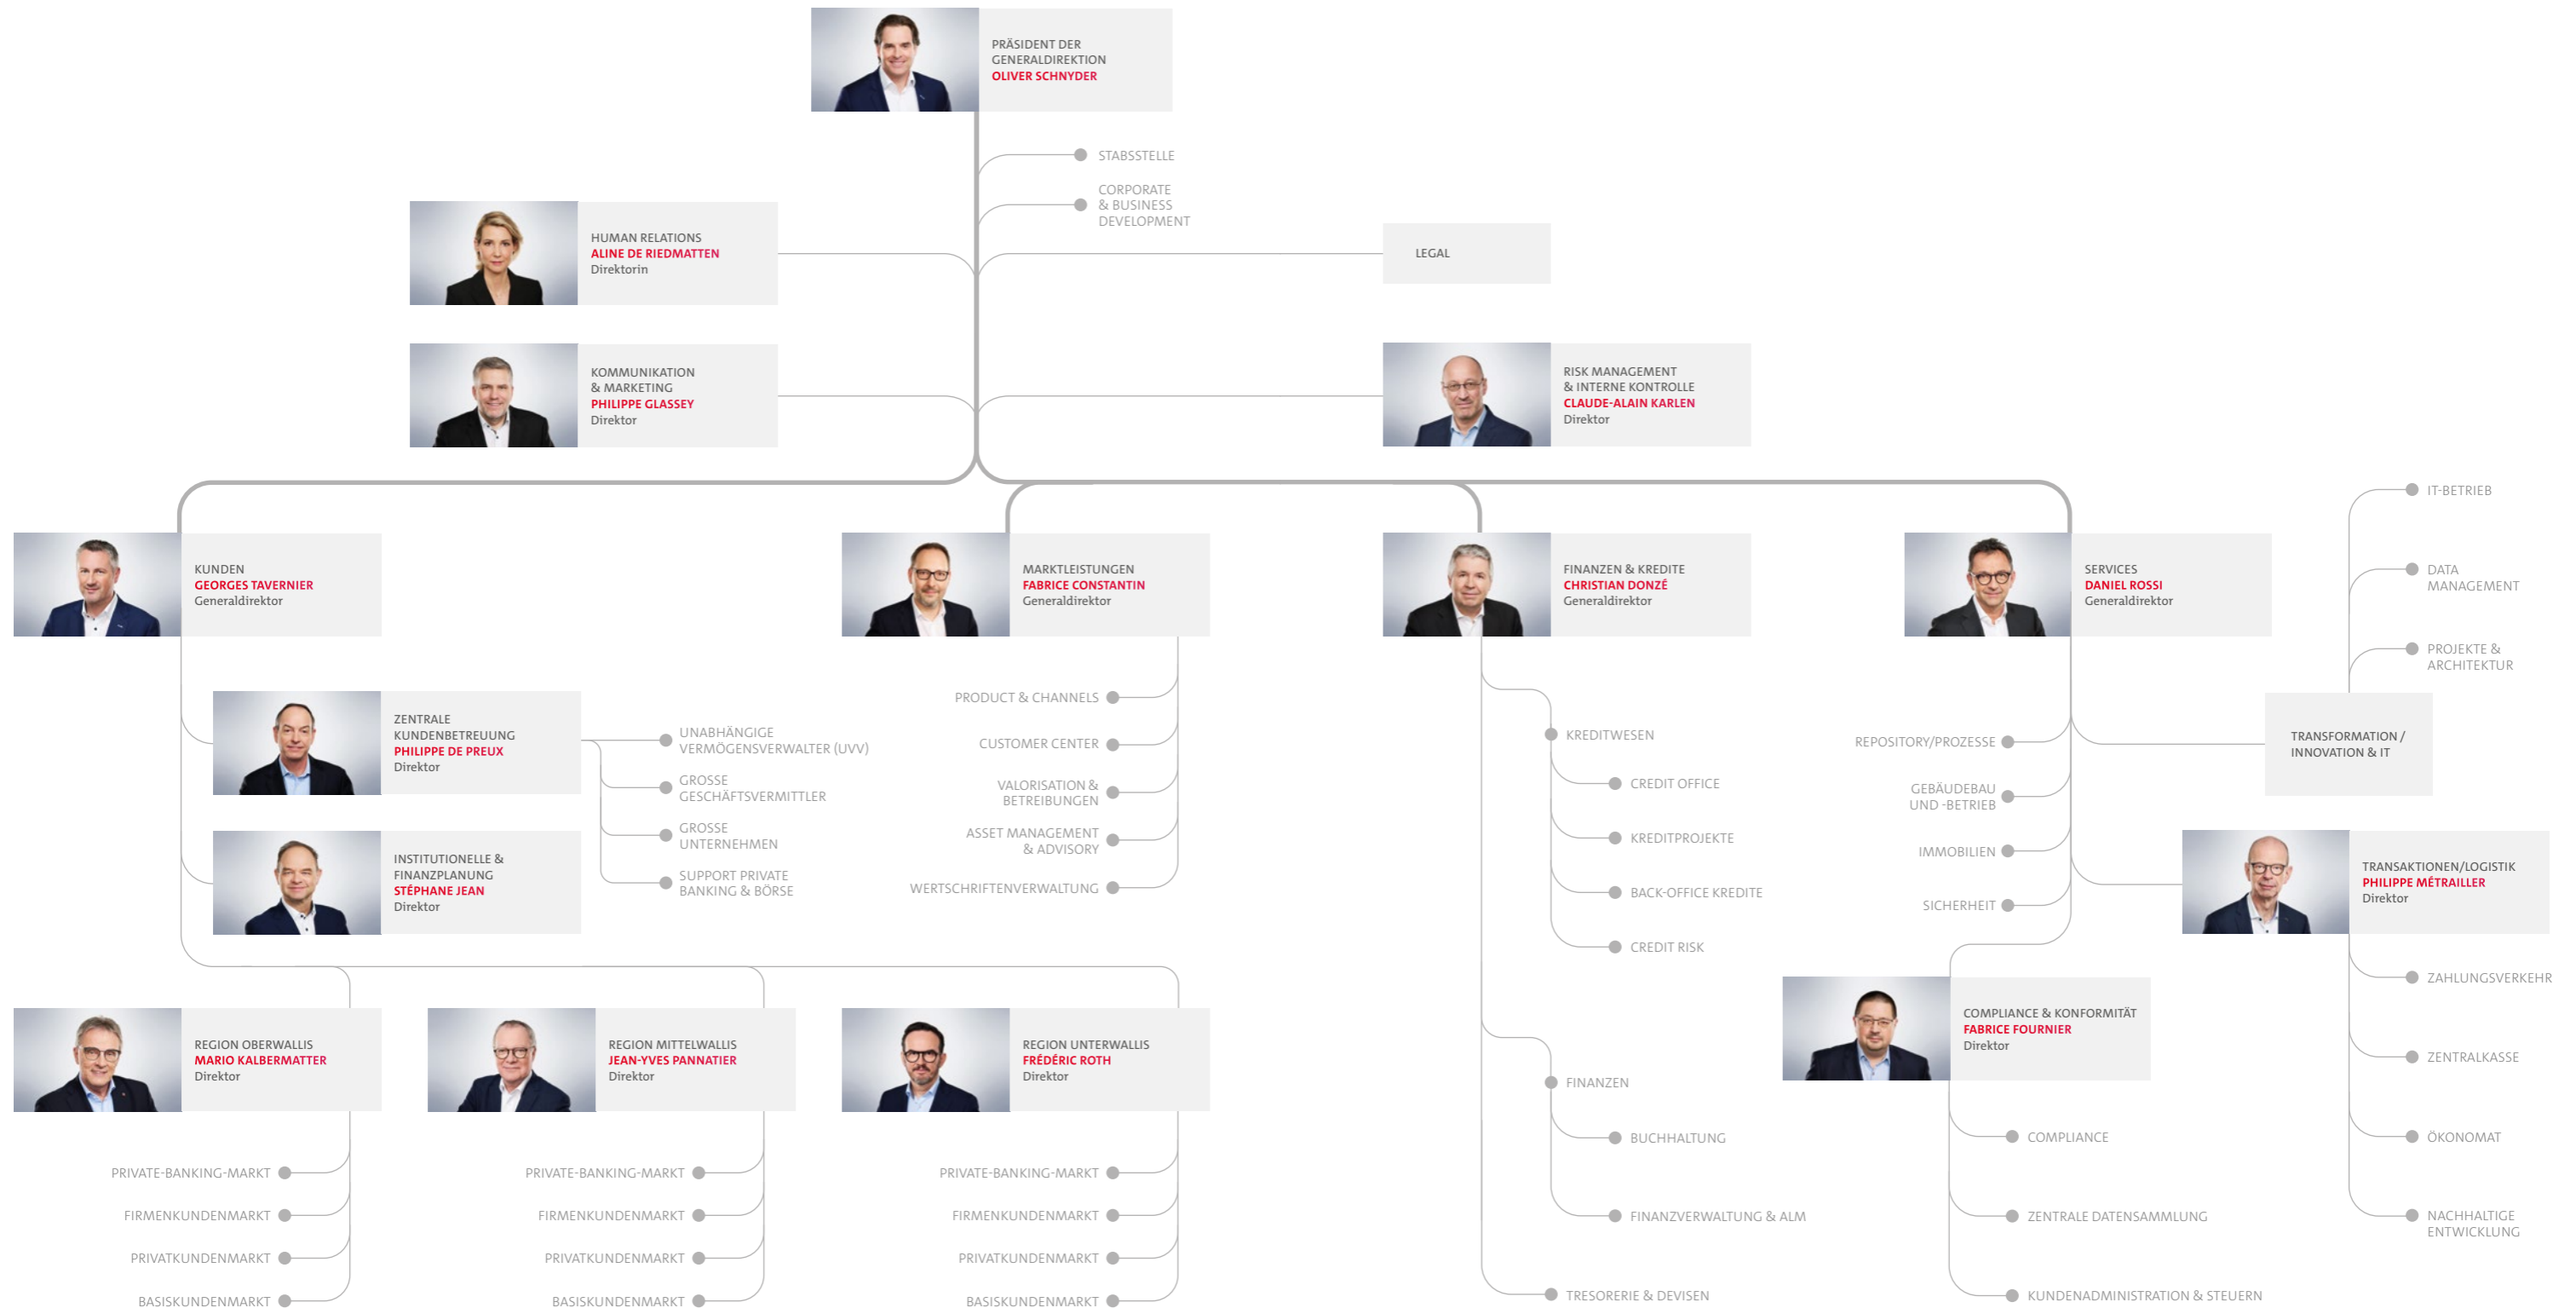 PRÄSIDENT DER
GENERALDIREKTION
OLIVER SCHNYDER
STABSSTELLE
CORPORATE
& BUSINESS
DEVELOPMENT
HUMAN RELATIONS
ALINE DE RIEDMATTEN
Direktorin
LEGAL
KOMMUNIKATION
& MARKETING
PHILIPPE GLASSEY
Direktor
RISK MANAGEMENT
& INTERNE KONTROLLE
CLAUDE-ALAIN KARLEN
Direktor
KUNDEN
GEORGES TAVERNIER
Generaldirektor
MARKTLEISTUNGEN
FABRICE CONSTANTIN
Generaldirektor
FINANZEN & KREDITE
CHRISTIAN DONZÉ
Generaldirektor
SERVICES
DANIEL ROSSI
Generaldirektor
IT-BETRIEB
DATA
MANAGEMENT
PROJEKTE &
ARCHITEKTUR
TRANSFORMATION /
INNOVATION & IT
ZENTRALE
KUNDENBETREUUNG
PHILIPPE DE PREUX
Direktor
UNABHÄNGIGE
VERMÖGENSVERWALTER (UVV)
GROSSE
GESCHÄFTSVERMITTLER
GROSSE
UNTERNEHMEN
SUPPORT PRIVATE
BANKING & BÖRSE
INSTITUTIONELLE &
FINANZPLANUNG
STÉPHANE JEAN
Direktor
PRODUCT & CHANNELS
CUSTOMER CENTER
VALORISATION &
BETREIBUNGEN
ASSET MANAGEMENT
& ADVISORY
WERTSCHRIFTENVERWALTUNG
KREDITWESEN
CREDIT OFFICE
KREDITPROJEKTE
BACK-OFFICE KREDITE
CREDIT RISK
REPOSITORY/PROZESSE
GEBÄUDEBAU
UND -BETRIEB
IMMOBILIEN
SICHERHEIT
TRANSAKTIONEN/LOGISTIK
PHILIPPE MÉTRAILLER
Direktor
ZAHLUNGSVERKEHR
ZENTRALKASSE
ÖKONOMAT
NACHHALTIGE
ENTWICKLUNG
REGION OBERWALLIS
MARIO KALBERMATTER
Direktor
PRIVATE-BANKING-MARKT
FIRMENKUNDENMARKT
PRIVATKUNDENMARKT
BASISKUNDENMARKT
REGION MITTELWALLIS
JEAN-YVES PANNATIER
Direktor
PRIVATE-BANKING-MARKT
FIRMENKUNDENMARKT
PRIVATKUNDENMARKT
BASISKUNDENMARKT
REGION UNTERWALLIS
FRÉDÉRIC ROTH
Direktor
PRIVATE-BANKING-MARKT
FIRMENKUNDENMARKT
PRIVATKUNDENMARKT
BASISKUNDENMARKT
FINANZEN
BUCHHALTUNG
FINANZVERWALTUNG & ALM
TRESORERIE & DEVISEN
COMPLIANCE & KONFORMITÄT
FABRICE FOURNIER
Direktor
COMPLIANCE
ZENTRALE DATENSAMMLUNG
KUNDENADMINISTRATION & STEUERN